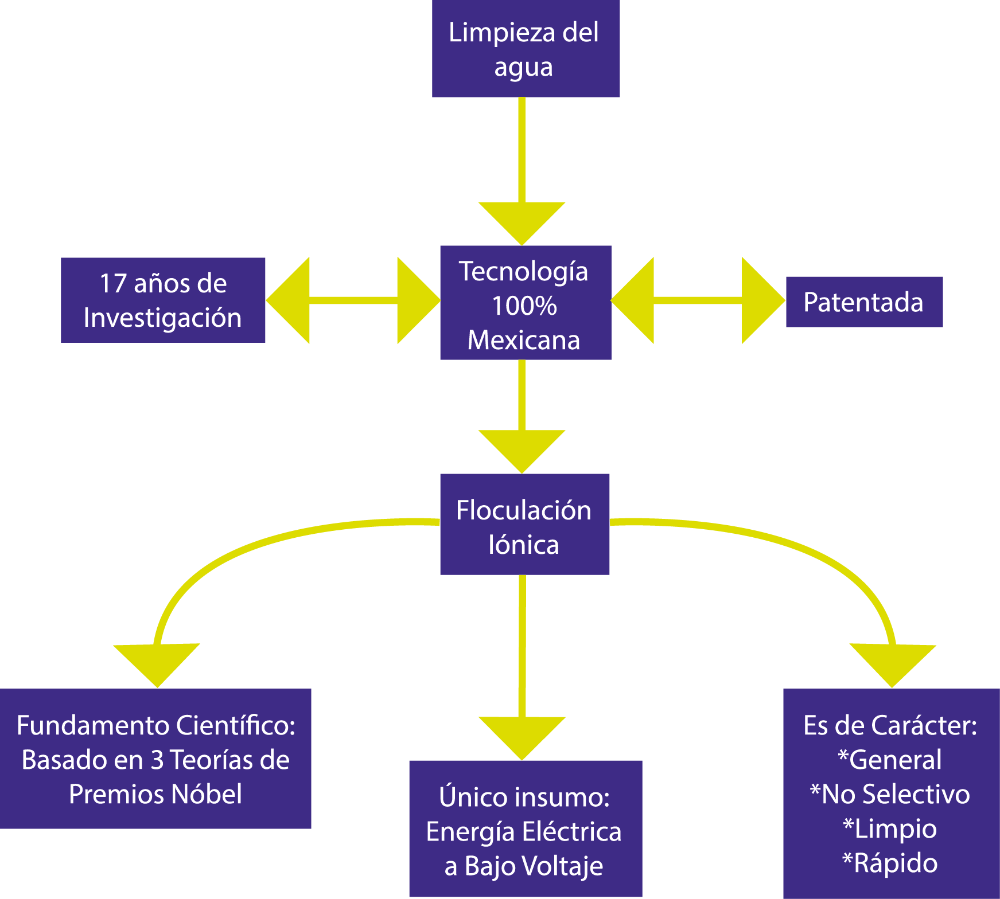 Limpieza del
agua
17 años de
Investigación
Tecnología
100%
Mexicana
Patentada
Floculación
Iónica
Fundamento Científico:
Basado en 3 Teorías de
Premios Nóbel
Único insumo:
Energía Eléctrica
a Bajo Voltaje
Es de Carácter:
*General
*No Selectivo
*Limpio
*Rápido